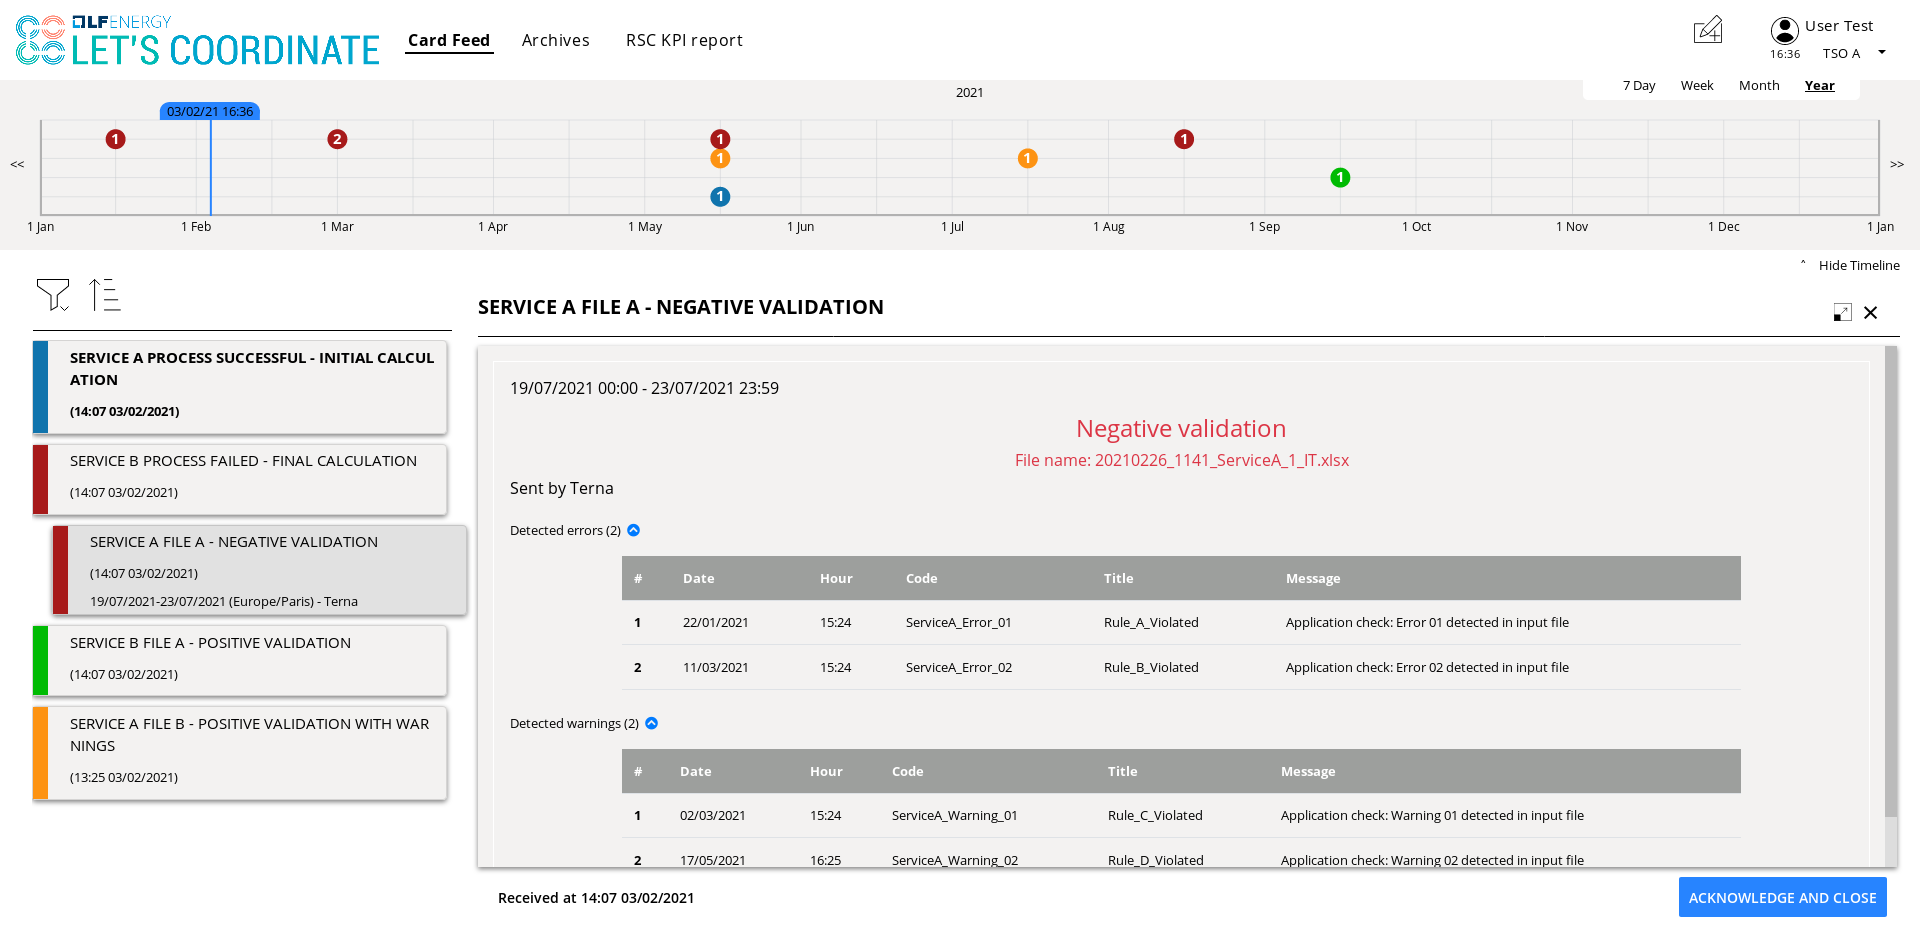 LF ENERGY
LET'S COORDINATE
Card Feed
Archives
RSC KPI report
User Test
16:36
TSO A
2021
7 Day
Week
Month
Year
03/02/21 16:36
1
2
1
1
1
1
1
1
<<
>>
1 Jan
1 Feb
1 Mar
1 Apr
1 May
1 Jun
1 Jul
1 Aug
1 Sep
1 Oct
1 Nov
1 Dec
1 Jan
Hide Timeline
SERVICE A PROCESS SUCCESSFUL - INITIAL CALCUL
ATION
(14:07 03/02/2021)
SERVICE B PROCESS FAILED - FINAL CALCULATION
(14:07 03/02/2021)
SERVICE A FILE A - NEGATIVE VALIDATION
(14:07 03/02/2021)
19/07/2021-23/07/2021 (Europe/Paris) - Terna
SERVICE B FILE A - POSITIVE VALIDATION
(14:07 03/02/2021)
SERVICE A FILE B - POSITIVE VALIDATION WITH WAR
NINGS
(13:25 03/02/2021)
SERVICE A FILE A - NEGATIVE VALIDATION
19/07/2021 00:00 - 23/07/2021 23:59
Negative validation
File name: 20210226_1141_ServiceA_1_IT.xlsx
Sent by Terna
Detected errors (2)
# Date Hour Code Title Message
1 22/01/2021 15:24 ServiceA_Error_01 Rule_A_Violated Application check: Error 01 detected in input file
2 11/03/2021 15:24 ServiceA_Error_02 Rule_B_Violated Application check: Error 02 detected in input file
Detected warnings (2)
# Date Hour Code Title Message
1 02/03/2021 15:24 ServiceA_Warning_01 Rule_C_Violated Application check: Warning 01 detected in input file
2 17/05/2021 16:25 ServiceA_Warning_02 Rule_D_Violated Application check: Warning 02 detected in input file
Received at 14:07 03/02/2021
ACKNOWLEDGE AND CLOSE